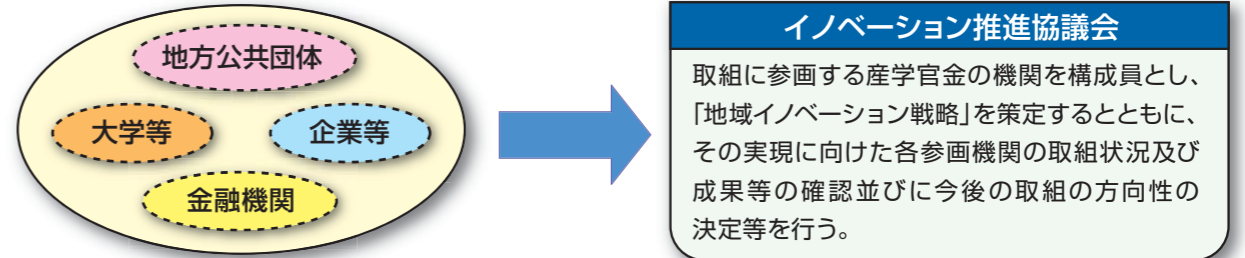 地方公共団体
大学等
企業等
金融機関
イノベーション推進協議会
取組に参画する産学官金の機関を構成員とし、
「地域イノベーション戦略」を策定するとともに、
その実現に向けた各参画機関の取組状況及び
成果等の確認並びに今後の取組の方向性の
決定等を行う。